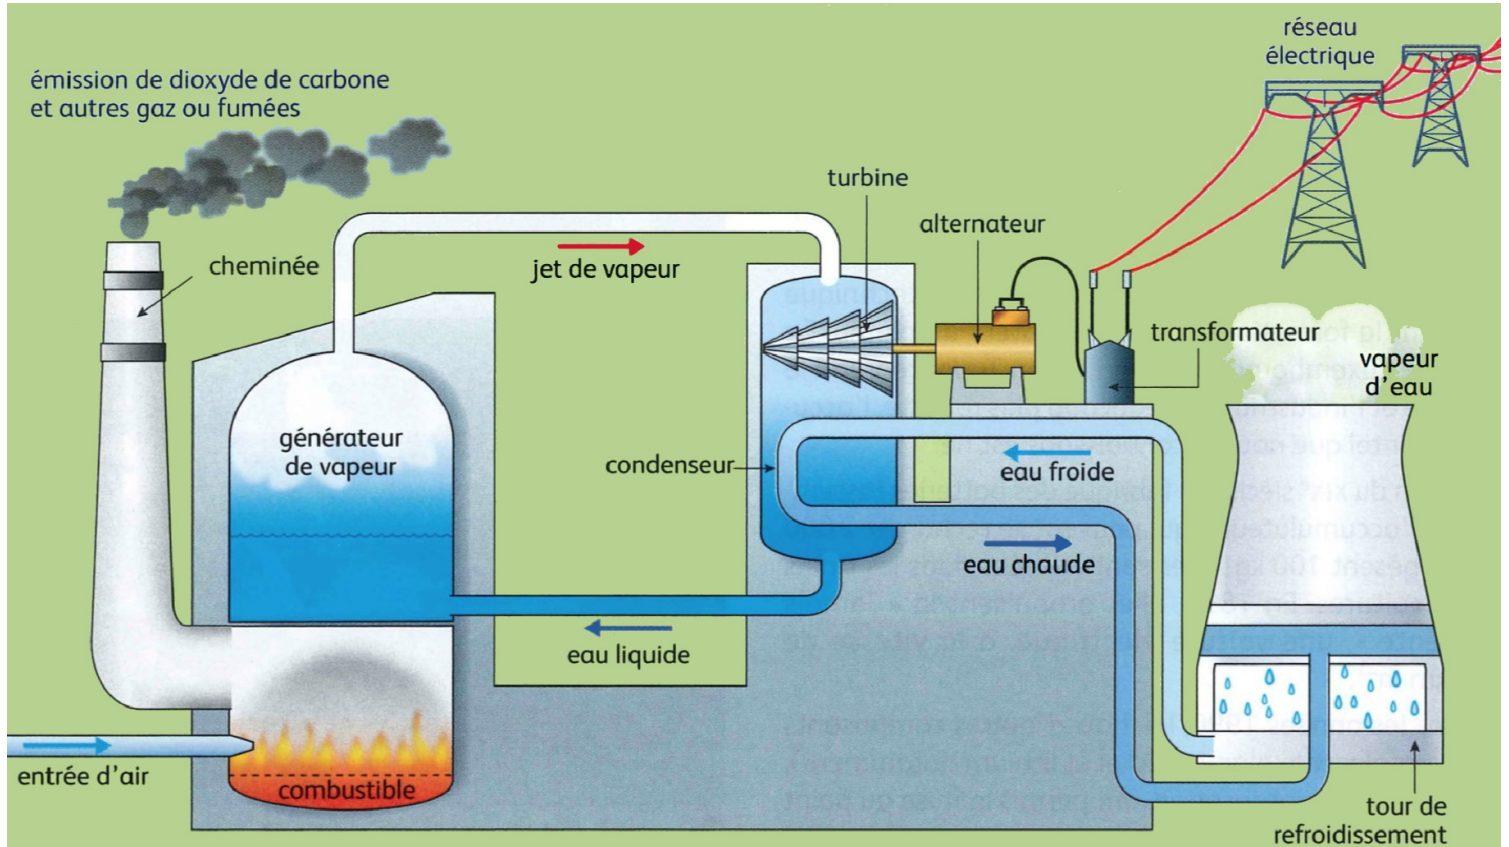 réseau
électrique
émission de dioxyde de carbone
et autres gaz ou fumées
turbine
alternateur
cheminée
jet de vapeur
transformateur
vapeur
d'eau
générateur
de vapeur
condenseur
eau froide
eau chaude
eau liquide
entrée d'air
combustible
tour de
refroidissement